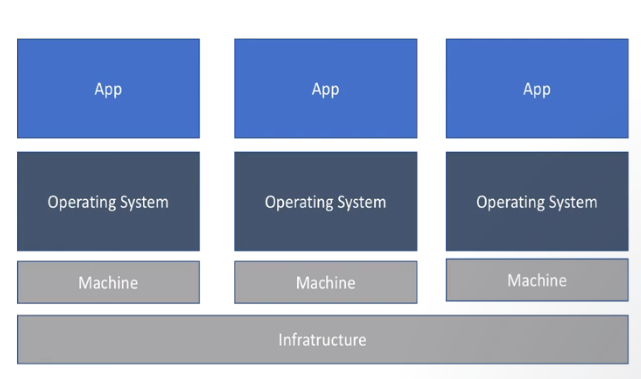 App
App
App
Operating System
Operating System
Operating System
Machine
Machine
Machine
Infratructure